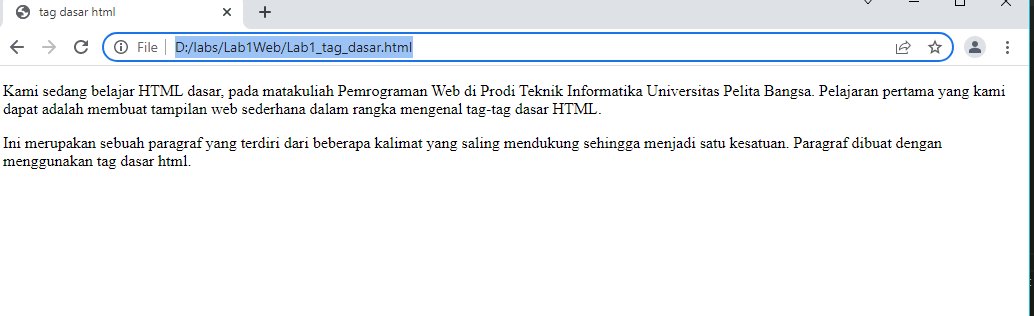 tag dasar html
File
D:/labs/Lab1Web/Lab1_tag_dasar.html
Kami sedang belajar HTML dasar, pada matakuliah Pemrograman Web di Prodi Teknik Informatika Universitas Pelita Bangsa. Pelajaran pertama yang kami
dapat adalah membuat tampilan web sederhana dalam rangka mengenal tag-tag dasar HTML.
Ini merupakan sebuah paragraf yang terdiri dari beberapa kalimat yang saling mendukung sehingga menjadi satu kesatuan. Paragraf dibuat dengan
menggunakan tag dasar html.